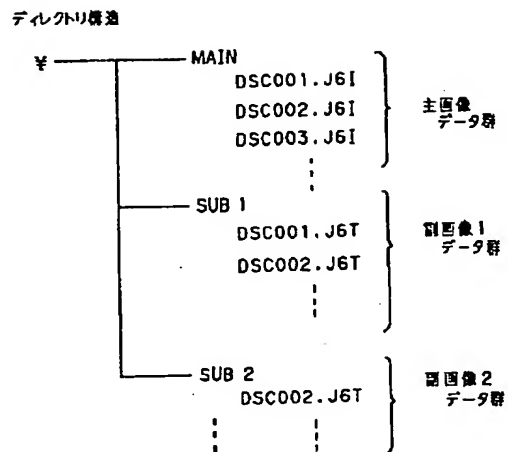 ディレクトリ構造
¥
MAIN
DSC001.J6I
DSC002.J6I
DSC003.J6I
主画像
データ群
SUB 1
DSC001.J6T
DSC002.J6T
副画像1
データ群
SUB 2
DSC002.J6T
副画像2
データ群